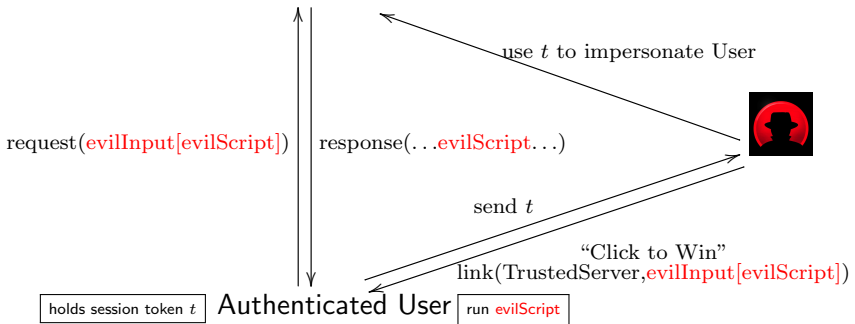 use t to impersonate User
request(evilInput[evilScript])
response(...evilScript...)
send t
“Click to Win”
link(TrustedServer,evilInput[evilScript])
holds session token t
Authenticated User
run evilScript